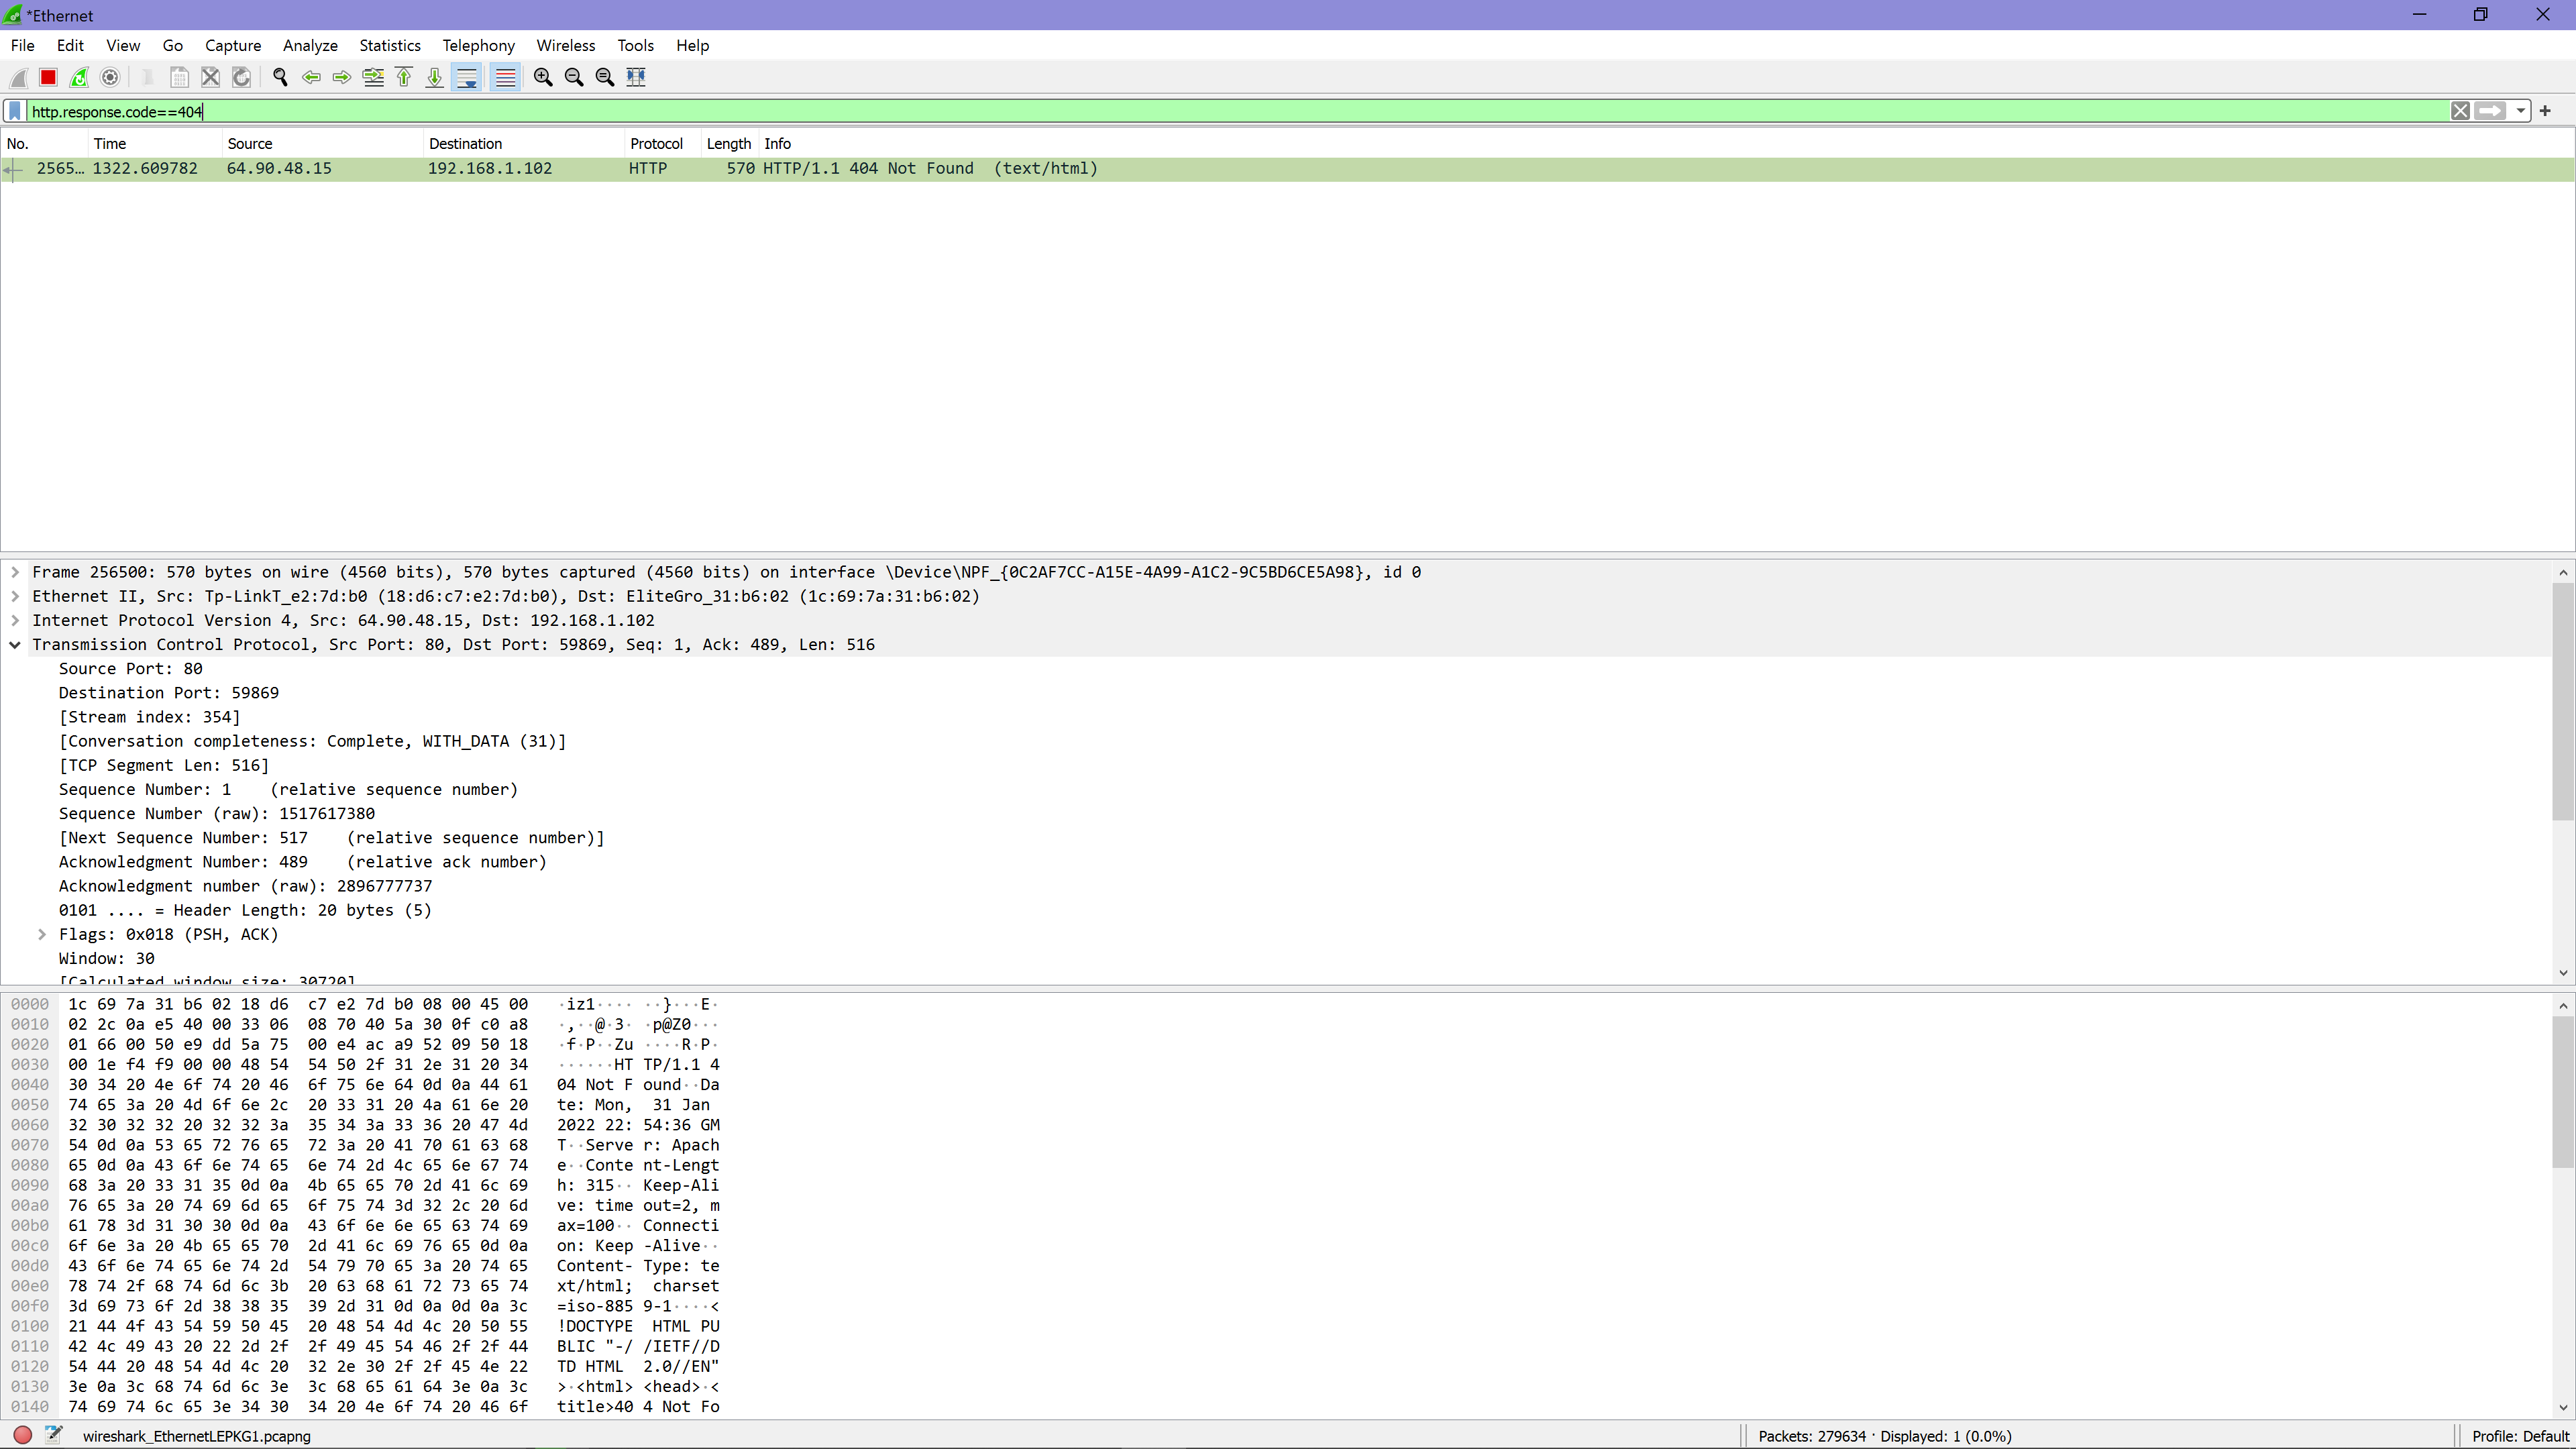 *Ethernet
File Edit View Go Capture Analyze Statistics Telephony Wireless Tools Help
http.response.code==404
No. Time Source Destination Protocol Length Info
2565… 1322.609782 64.90.48.15 192.168.1.102 HTTP 570 HTTP/1.1 404 Not Found (text/html)
Frame 256500: 570 bytes on wire (4560 bits), 570 bytes captured (4560 bits) on interface \Device\NPF_{0C2AF7CC-A15E-4A99-A1C2-9C5BD6CE5A98}, id 0
Ethernet II, Src: Tp-LinkT_e2:7d:b0 (18:d6:c7:e2:7d:b0), Dst: EliteGro_31:b6:02 (1c:69:7a:31:b6:02)
Internet Protocol Version 4, Src: 64.90.48.15, Dst: 192.168.1.102
Transmission Control Protocol, Src Port: 80, Dst Port: 59869, Seq: 1, Ack: 489, Len: 516
Source Port: 80
Destination Port: 59869
[Stream index: 354]
[Conversation completeness: Complete, WITH_DATA (31)]
[TCP Segment Len: 516]
Sequence Number: 1 (relative sequence number)
Sequence Number (raw): 1517617380
[Next Sequence Number: 517 (relative sequence number)]
Acknowledgment Number: 489 (relative ack number)
Acknowledgment number (raw): 2896777737
0101 .... = Header Length: 20 bytes (5)
Flags: 0x018 (PSH, ACK)
Window: 30
[Calculated window size: 30720]
0000 1c 69 7a 31 b6 02 18 d6 c7 e2 7d b0 08 00 45 00 ·iz1···· ··}···E·
0010 02 2c 0a e5 40 00 33 06 08 70 40 5a 30 0f c0 a8 ·,··@·3· ·p@Z0···
0020 01 66 00 50 e9 dd 5a 75 00 e4 ac a9 52 09 50 18 ·f·P··Zu ····R·P·
0030 00 1e f4 f9 00 00 48 54 54 50 2f 31 2e 31 20 34 ······HT TP/1.1 4
0040 30 34 20 4e 6f 74 20 46 6f 75 6e 64 0d 0a 44 61 04 Not F ound··Da
0050 74 65 3a 20 4d 6f 6e 2c 20 33 31 20 4a 61 6e 20 te: Mon, 31 Jan
0060 32 30 32 32 20 32 32 3a 35 34 3a 33 36 20 47 4d 2022 22: 54:36 GM
0070 54 0d 0a 53 65 72 76 65 72 3a 20 41 70 61 63 68 T··Serve r: Apach
0080 65 0d 0a 43 6f 6e 74 65 6e 74 2d 4c 65 6e 67 74 e··Conte nt-Lengt
0090 68 3a 20 33 31 35 0d 0a 4b 65 65 70 2d 41 6c 69 h: 315·· Keep-Ali
00a0 76 65 3a 20 74 69 6d 65 6f 75 74 3d 32 2c 20 6d ve: time out=2, m
00b0 61 78 3d 31 30 30 0d 0a 43 6f 6e 6e 65 63 74 69 ax=100·· Connecti
00c0 6f 6e 3a 20 4b 65 65 70 2d 41 6c 69 76 65 0d 0a on: Keep -Alive··
00d0 43 6f 6e 74 65 6e 74 2d 54 79 70 65 3a 20 74 65 Content- Type: te
00e0 78 74 2f 68 74 6d 6c 3b 20 63 68 61 72 73 65 74 xt/html; charset
00f0 3d 69 73 6f 2d 38 38 35 39 2d 31 0d 0a 0d 0a 3c =iso-885 9-1····<
0100 21 44 4f 43 54 59 50 45 20 48 54 4d 4c 20 50 55 !DOCTYPE HTML PU
0110 42 4c 49 43 20 22 2d 2f 2f 49 45 54 46 2f 2f 44 BLIC "-/ /IETF//D
0120 54 44 20 48 54 4d 4c 20 32 2e 30 2f 2f 45 4e 22 TD HTML 2.0//EN"
0130 3e 0a 3c 68 74 6d 6c 3e 3c 68 65 61 64 3e 0a 3c >·<html> <head>·<
0140 74 69 74 6c 65 3e 34 30 34 20 4e 6f 74 20 46 6f title>40 4 Not Fo
wireshark_EthernetLEPKG1.pcapng Packets: 279634 · Displayed: 1 (0.0%) Profile: Default